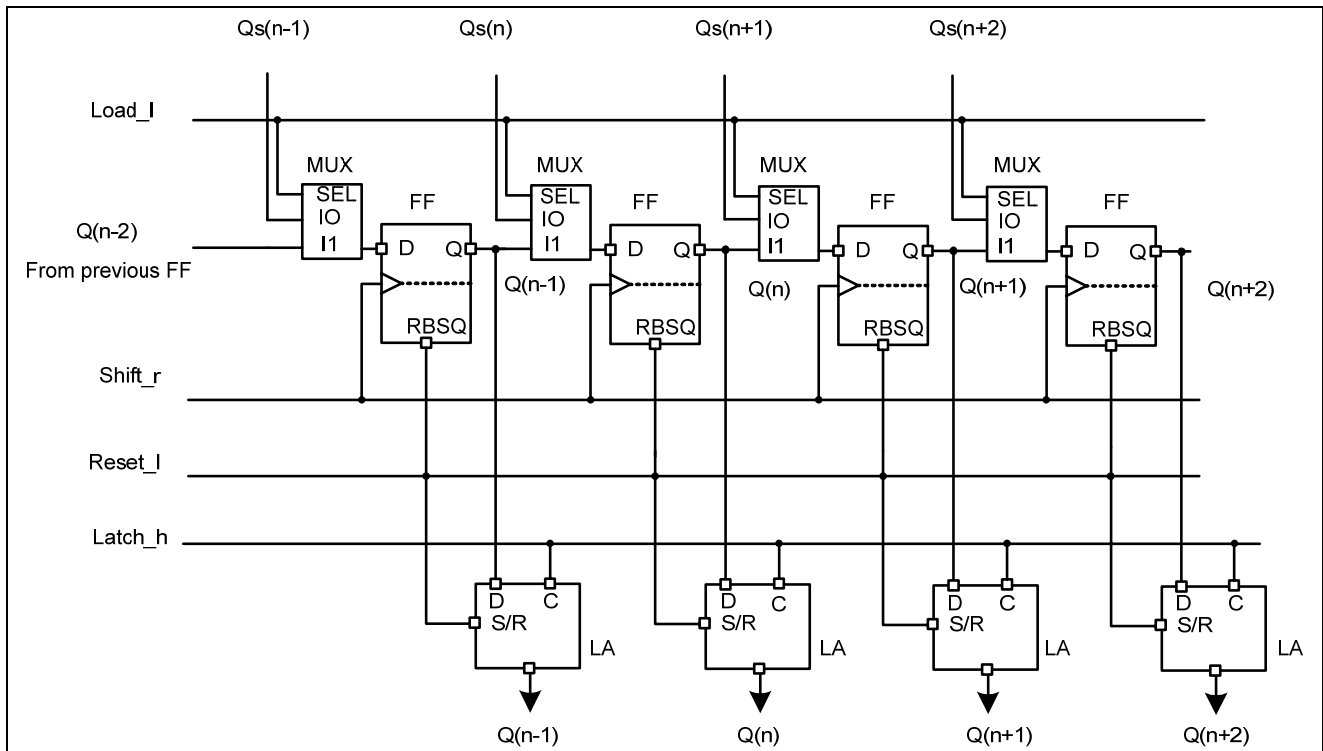 Qs(n-1) Qs(n) Qs(n+1) Qs(n+2)
Load_l
MUX MUX MUX MUX
SEL SEL SEL SEL
FF FF FF FF
IO IO IO IO
Q(n-2)
I1 I1 I1 I1
D Q D Q D Q D Q
From previous FF
Q(n-1) Q(n) Q(n+1) Q(n+2)
RBSQ RBSQ RBSQ RBSQ
Shift_r
Reset_l
Latch_h
D C D C D C D C
S/R S/R S/R S/R
LA LA LA LA
Q(n-1) Q(n) Q(n+1) Q(n+2)